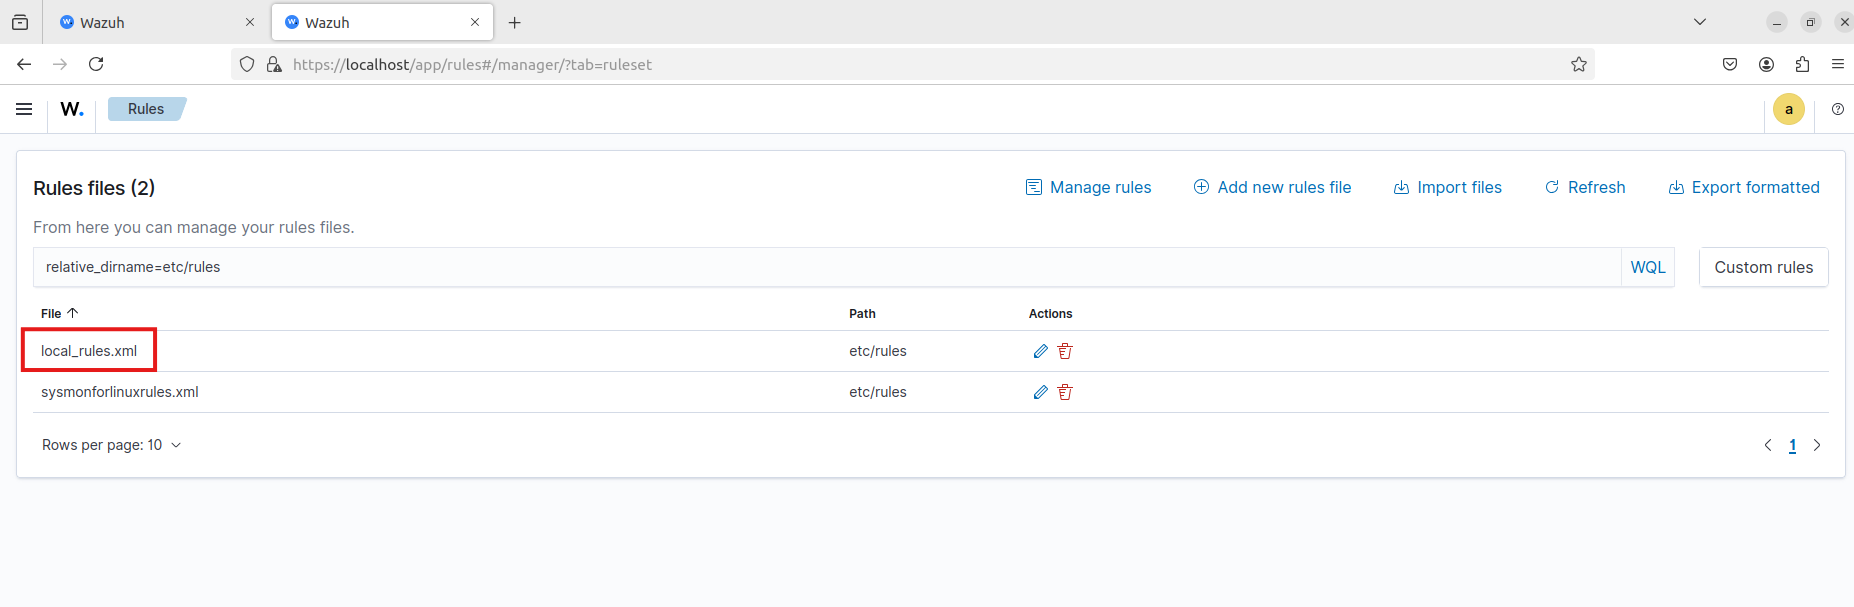 Wazuh
Wazuh
https://localhost/app/rules#/manager/?tab=ruleset
W. Rules a
Rules files (2) Manage rules Add new rules file Import files Refresh Export formatted
From here you can manage your rules files.
relative_dirname=etc/rules WQL Custom rules
File Path Actions
local_rules.xml etc/rules
sysmonforlinuxrules.xml etc/rules
Rows per page: 10 1